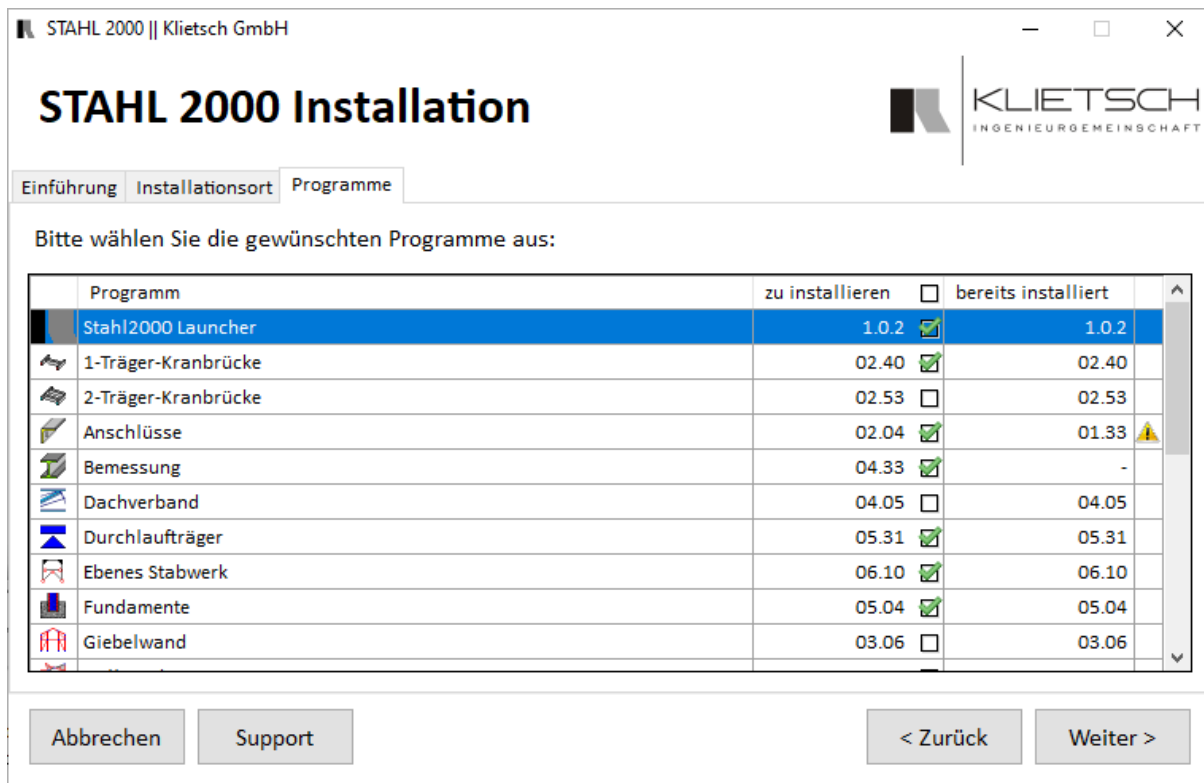 STAHL 2000 || Klietsch GmbH
STAHL 2000 Installation
KLIETSCH
INGENIEURGEMEINSCHAFT
Einführung Installationsort Programme
Bitte wählen Sie die gewünschten Programme aus:
Programm zu installieren bereits installiert
Stahl2000 Launcher 1.0.2 1.0.2
1-Träger-Kranbrücke 02.40 02.40
2-Träger-Kranbrücke 02.53 02.53
Anschlüsse 02.04 01.33
Bemessung 04.33 -
Dachverband 04.05 04.05
Durchlaufträger 05.31 05.31
Ebenes Stabwerk 06.10 06.10
Fundamente 05.04 05.04
Giebelwand 03.06 03.06
Abbrechen Support < Zurück Weiter >